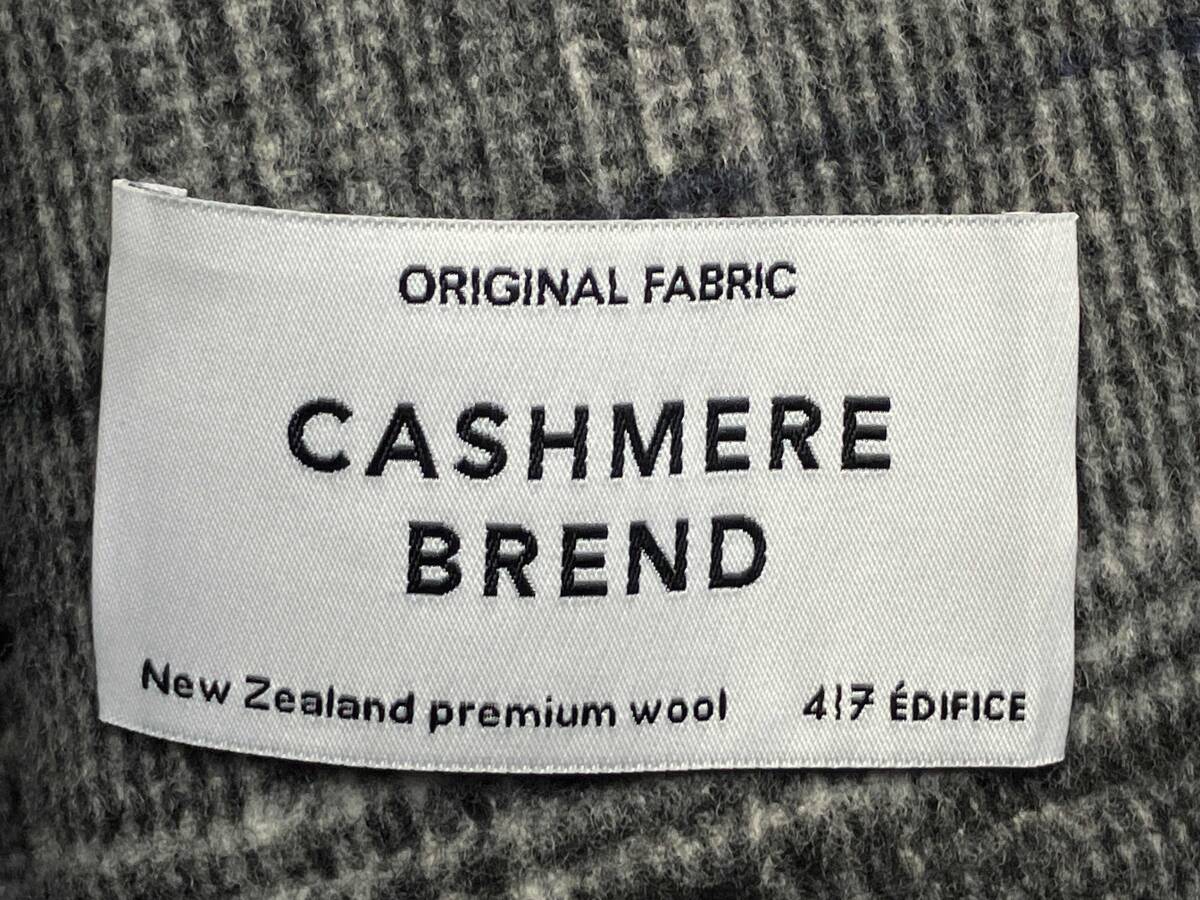 ORIGINAL FABRIC
CASHMERE
BREND
New Zealand premium wool 417 ÉDIFICE